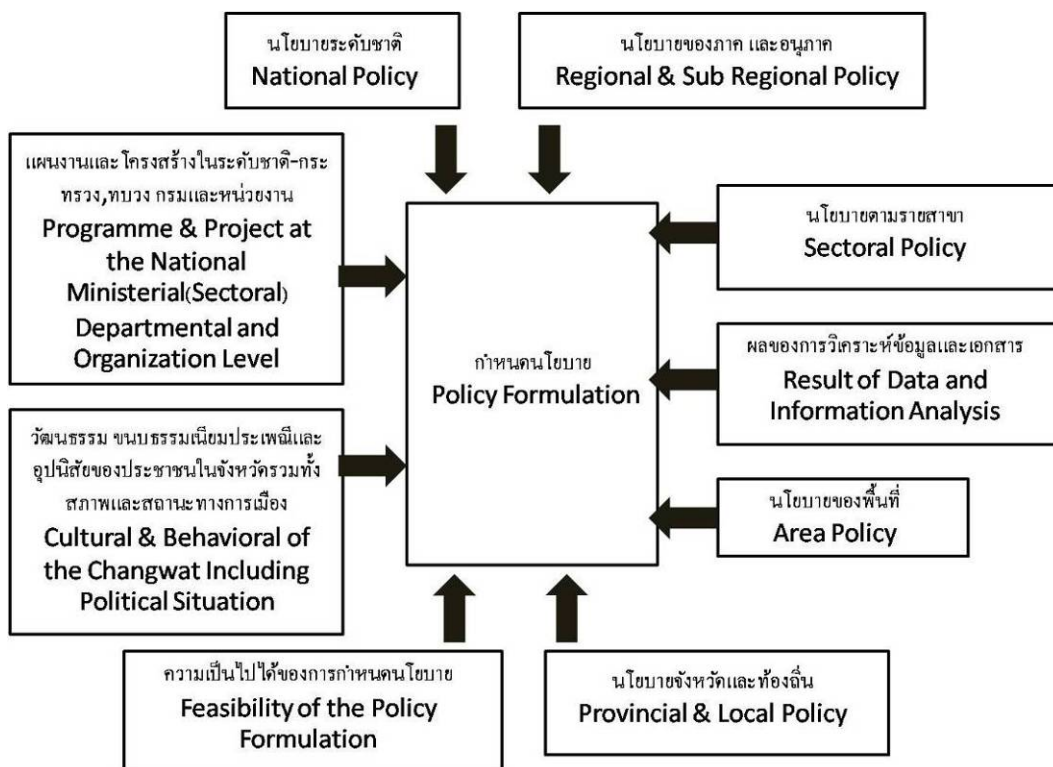 นโยบายระดับชาติ
National Policy
นโยบายของภาค และอนุภาค
Regional & Sub Regional Policy
แผนงานและโครงสร้างในระดับชาติ-กระ
ทรวง,ทบวง กรมและหน่วยงาน
Programme & Project at
the National
Ministerial(Sectoral)
Departmental and
Organization Level
นโยบายตามรายสาขา
Sectoral Policy
กำหนดนโยบาย
Policy Formulation
ผลของการวิเคราะห์ข้อมูลและเอกสาร
Result of Data and
Information Analysis
วัฒนธรรม ขนบธรรมเนียมประเพณีและ
อุปนิสัยของประชาชนในจังหวัดรวมทั้ง
สภาพและสถานะทางการเมือง
Cultural & Behavioral of
the Changwat Including
Political Situation
นโยบายของพื้นที่
Area Policy
ความเป็นไปได้ของการกำหนดนโยบาย
Feasibility of the Policy
Formulation
นโยบายจังหวัดและท้องถิ่น
Provincial & Local Policy